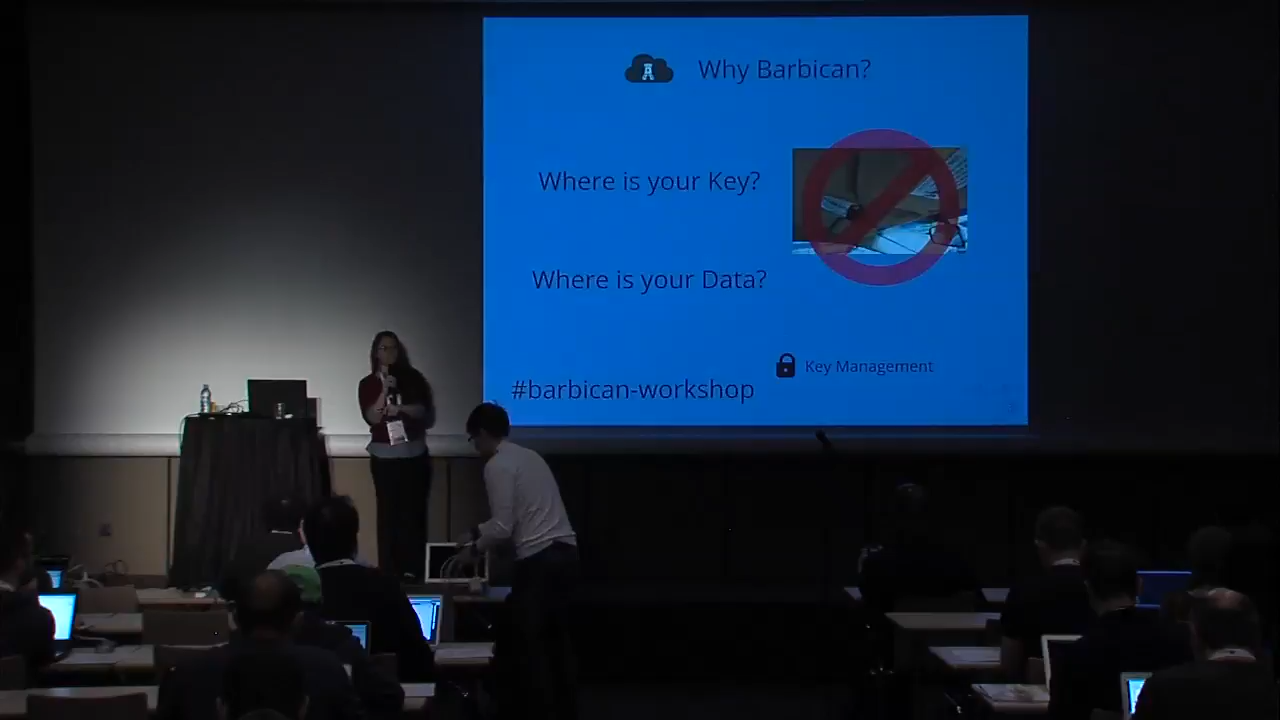 Why Barbican?
Where is your Key?
Where is your Data?
Key Management
#barbican-workshop